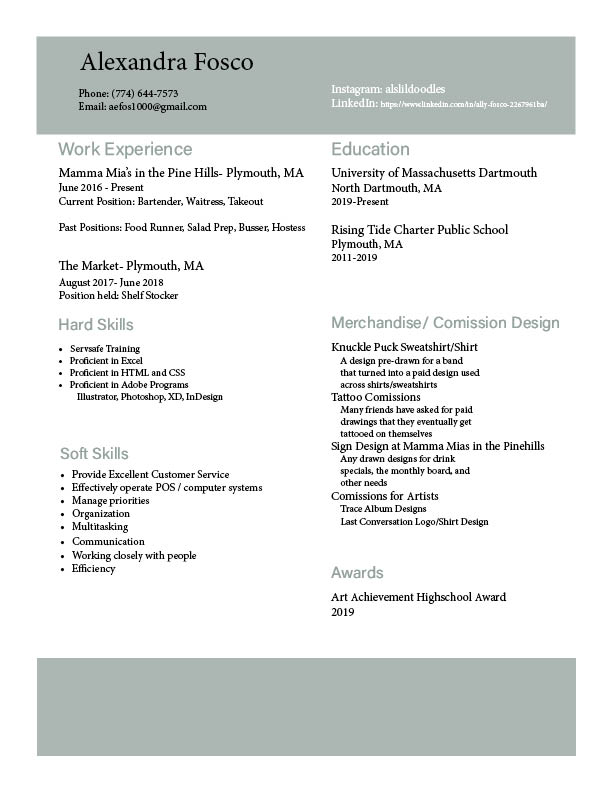 Alexandra Fosco
Phone: (774) 644-7573
Email: aefos1000@gmail.com
Instagram: alslildoodles
LinkedIn: https://www.linkedin.com/in/ally-fosco-2267961ba/
Work Experience
Mamma Mia's in the Pine Hills- Plymouth, MA
June 2016 - Present
Current Position: Bartender, Waitress, Takeout
Past Positions: Food Runner, Salad Prep, Busser, Hostess
The Market- Plymouth, MA
August 2017- June 2018
Position held: Shelf Stocker
Hard Skills
• Servsafe Training
• Proficient in Excel
• Proficient in HTML and CSS
• Proficient in Adobe Programs
Illustrator, Photoshop, XD, InDesign
Soft Skills
• Provide Excellent Customer Service
• Effectively operate POS / computer systems
• Manage priorities
• Organization
• Multitasking
• Communication
• Working closely with people
• Efficiency
Education
University of Massachusetts Dartmouth
North Dartmouth, MA
2019-Present
Rising Tide Charter Public School
Plymouth, MA
2011-2019
Merchandise/ Comission Design
Knuckle Puck Sweatshirt/Shirt
A design pre-drawn for a band
that turned into a paid design used
across shirts/sweatshirts
Tattoo Comissions
Many friends have asked for paid
drawings that they eventually get
tattooed on themselves
Sign Design at Mamma Mias in the Pinehills
Any drawn designs for drink
specials, the monthly board, and
other needs
Comissions for Artists
Trace Album Designs
Last Conversation Logo/Shirt Design
Awards
Art Achievement Highschool Award
2019